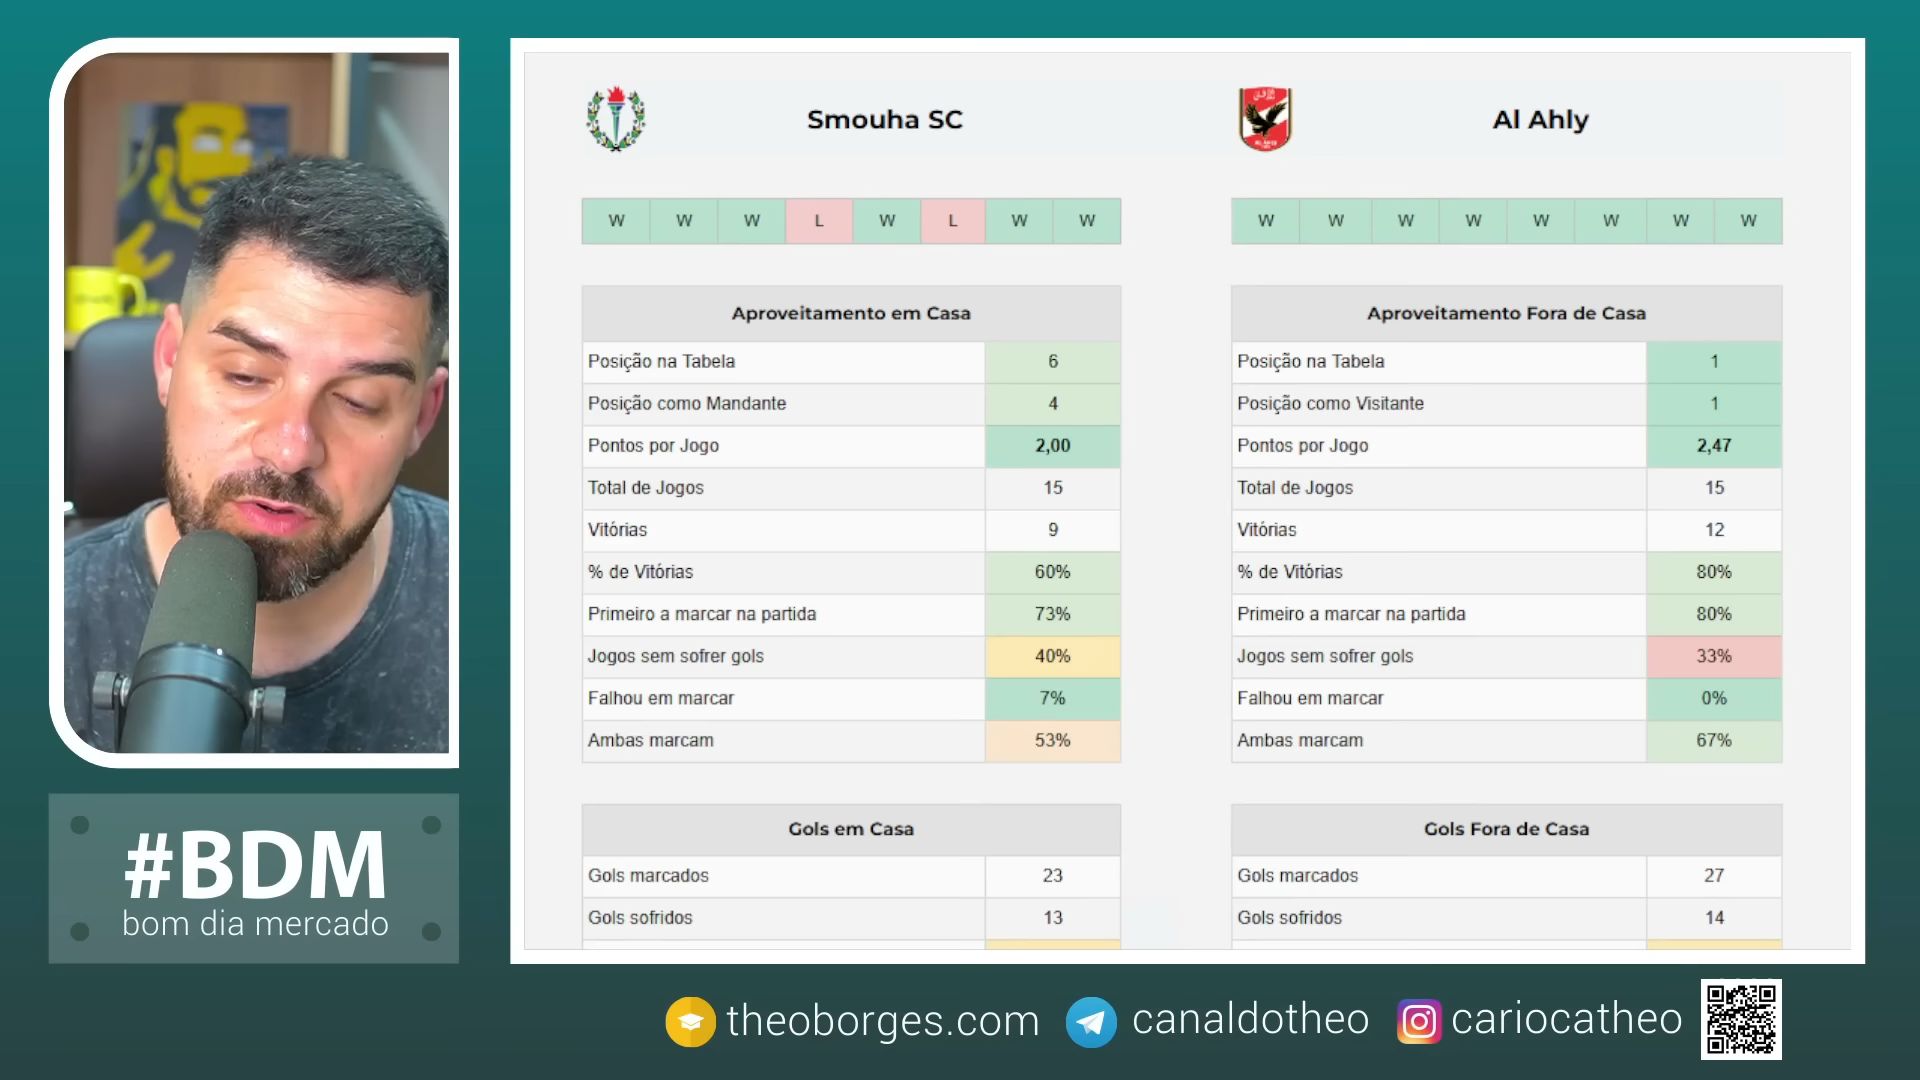 Smouha SC
Al Ahly
W W W L W L W W
W W W W W W W W
Aproveitamento em Casa
Posição na Tabela 6
Posição como Mandante 4
Pontos por Jogo 2,00
Total de Jogos 15
Vitórias 9
% de Vitórias 60%
Primeiro a marcar na partida 73%
Jogos sem sofrer gols 40%
Falhou em marcar 7%
Ambas marcam 53%
Aproveitamento Fora de Casa
Posição na Tabela 1
Posição como Visitante 1
Pontos por Jogo 2,47
Total de Jogos 15
Vitórias 12
% de Vitórias 80%
Primeiro a marcar na partida 80%
Jogos sem sofrer gols 33%
Falhou em marcar 0%
Ambas marcam 67%
Gols em Casa
Gols marcados 23
Gols sofridos 13
Gols Fora de Casa
Gols marcados 27
Gols sofridos 14
#BDM
bom dia mercado
theoborges.com
canaldotheo
cariocatheo